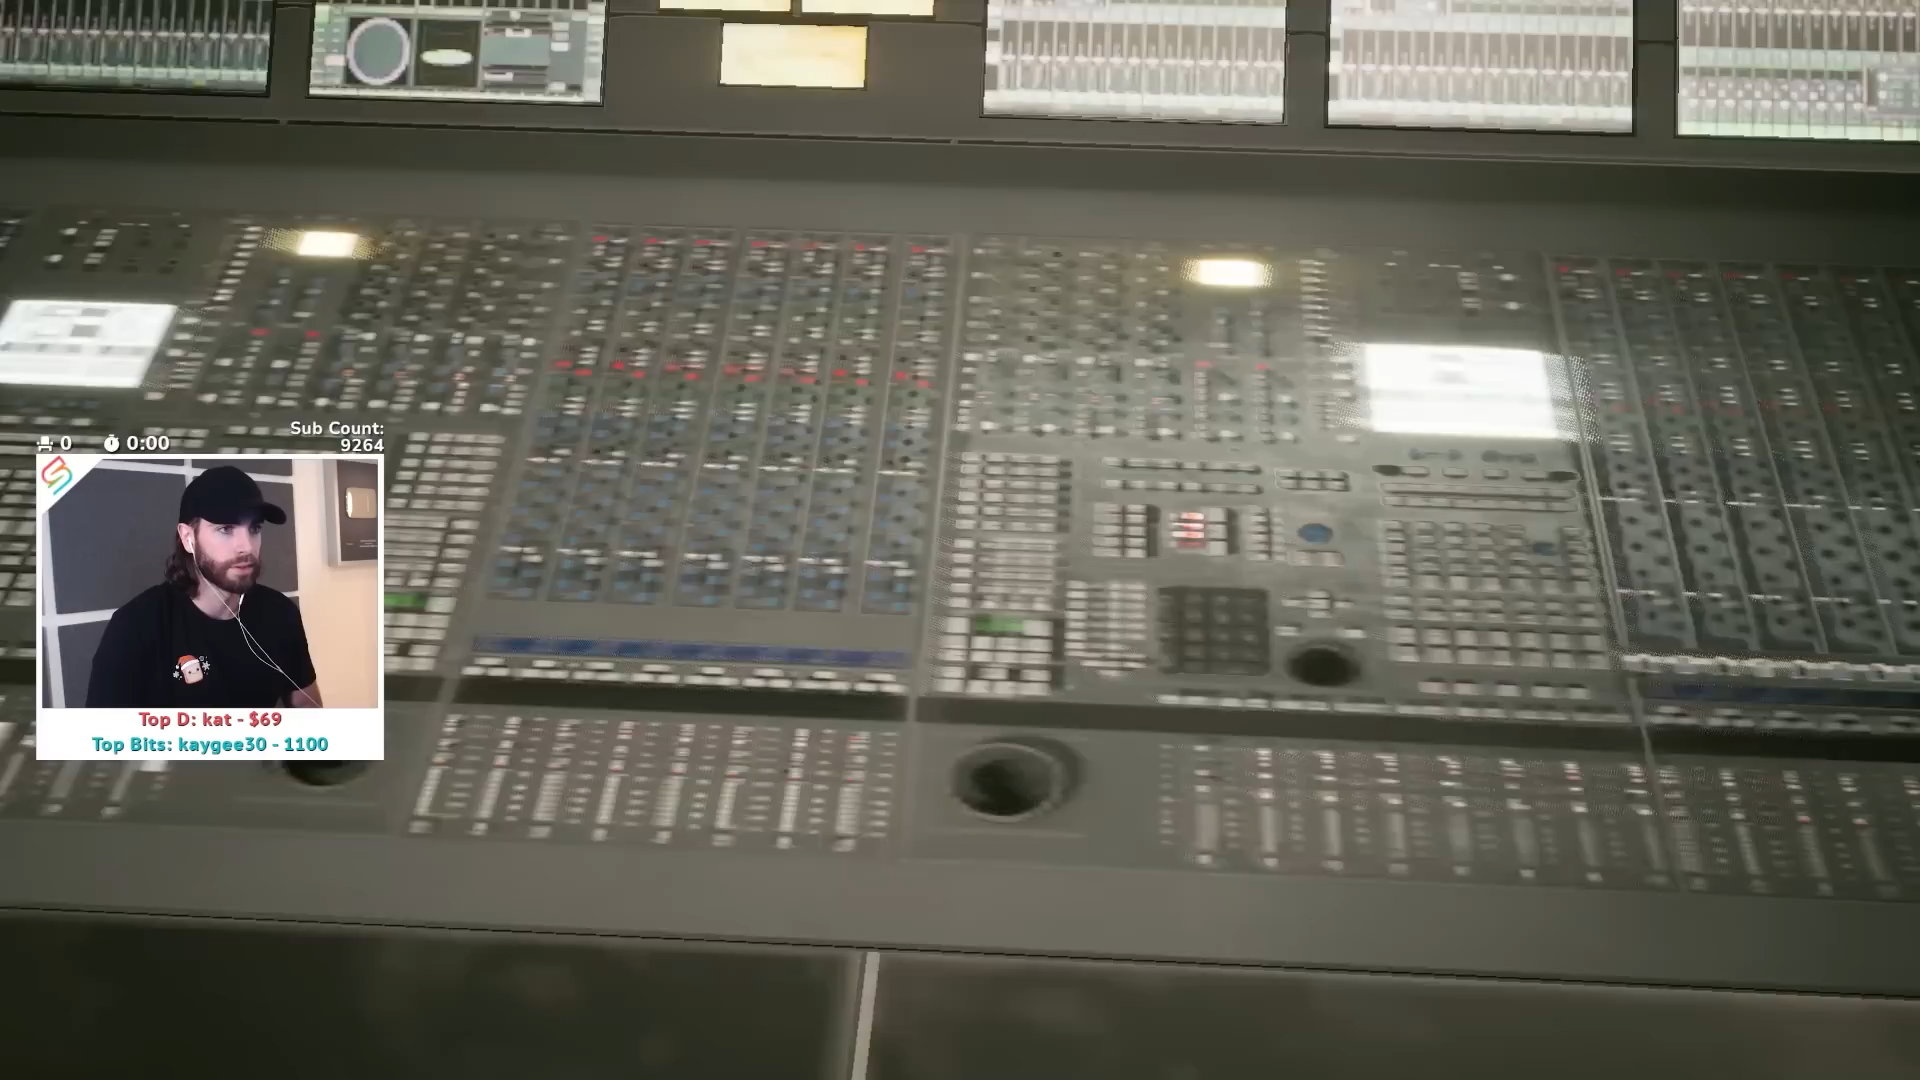 0 0:00 Sub Count:
9264
Top D: kat - $69
Top Bits: kaygee30 - 1100